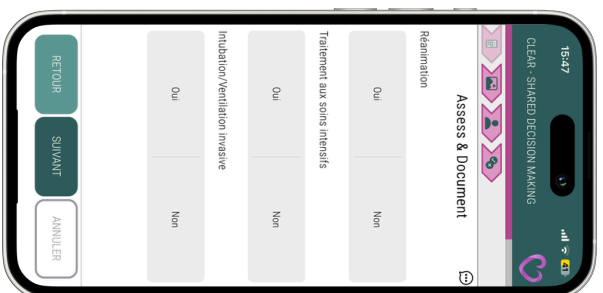 15:47
41
CLEAR - SHARED DECISION MAKING
Assess & Document
Réanimation
Oui Non
Traitement aux soins intensifs
Oui Non
Intubation/Ventilation invasive
Oui Non
RETOUR SUIVANT ANNULER